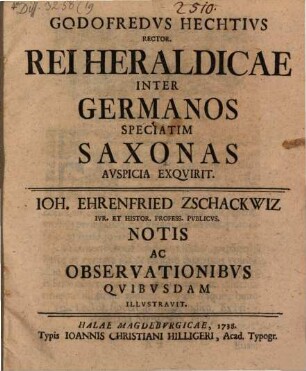 2510.
GODOFREDVS HECHTIVS
RECTOR.
REI HERALDICAE
INTER
GERMANOS
SPECIATIM
SAXONAS
AVSPICIA EXQVIRIT.
IOH. EHRENFRIED ZSCHACKWIZ
IVR. ET HISTOR. PROFESS. PVBLICVS.
NOTIS
AC
OBSERVATIONIBVS
QVIBVSDAM
ILLVSTRAVIT.
HALAE MAGDEBVRGICAE, 1738.
Typis IOANNIS CHRISTIANI HILLIGERI, Acad. Typogr.